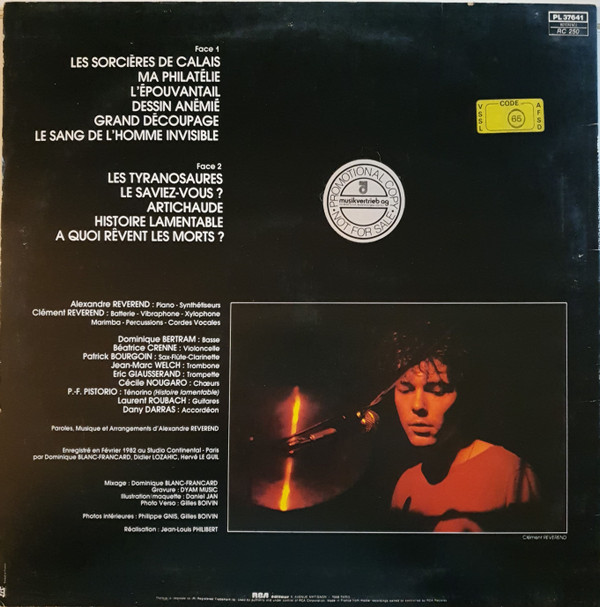 PL 37641
RC 250
Face 1
LES SORCIÈRES DE CALAIS
MA PHILATÉLIE
L'ÉPOUVANTAIL
DESSIN ANÉMIÉ
GRAND DÉCOUPAGE
LE SANG DE L'HOMME INVISIBLE
VSSL
CODE
65
AFSD
Face 2
LES TYRANOSAURES
LE SAVIEZ-VOUS ?
ARTICHAUDE
HISTOIRE LAMENTABLE
A QUOI RÊVENT LES MORTS ?
PROMOTIONAL COPY
musikvertrieb ag
NOT FOR SALE
Alexandre REVEREND : Piano - Synthétiseurs
Clément REVEREND : Batterie - Vibraphone - Xylophone
Marimba - Percussions - Cordes Vocales
Dominique BERTRAM : Basse
Béatrice CRENNE : Violoncelle
Patrick BOURGOIN : Sax-Flûte-Clarinette
Jean-Marc WELCH : Trombone
Eric GIAUSSERAND : Trompette
Cécile NOUGARO : Chœurs
P.-F. PISTORIO : Ténorino (Histoire lamentable)
Laurent ROUBACH : Guitares
Dany DARRAS : Accordéon
Paroles, Musique et Arrangements d'Alexandre REVEREND
Enregistré en Février 1982 au Studio Continental - Paris
par Dominique BLANC-FRANCARD, Didier LOZAHIC, Hervé LE GUIL
Mixage : Dominique BLANC-FRANCARD
Gravure : DYAM MUSIC
Illustration/maquette : Daniel JAN
Photo Verso : Gilles BOIVIN
Photos intérieures : Philippe GNIS, Gilles BOIVIN
Réalisation : Jean-Louis PHILIBERT
Clément REVEREND
RCA